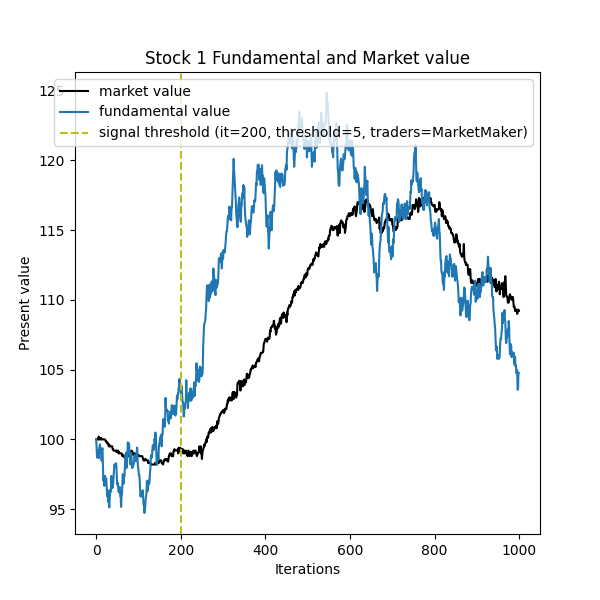 Stock 1 Fundamental and Market value
market value
fundamental value
signal threshold (it=200, threshold=5, traders=MarketMaker)
125
120
115
110
105
100
95
Present value
0 200 400 600 800 1000
Iterations